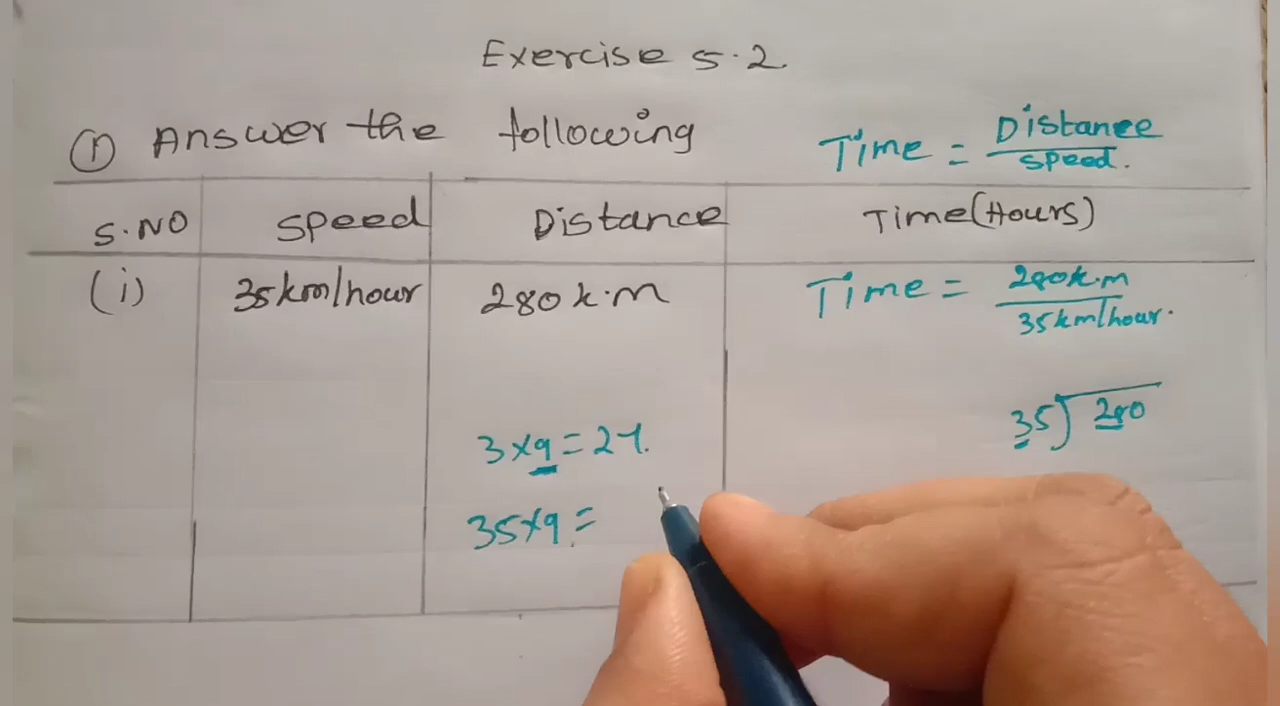 Exercise 5.2
① Answer the following
Time = Distance / speed.
S.NO speed Distance Time(Hours)
(i) 35km/hour 280k.m Time = 280k.m / 35km/hour.
35)280
3×9=27.
35×9=